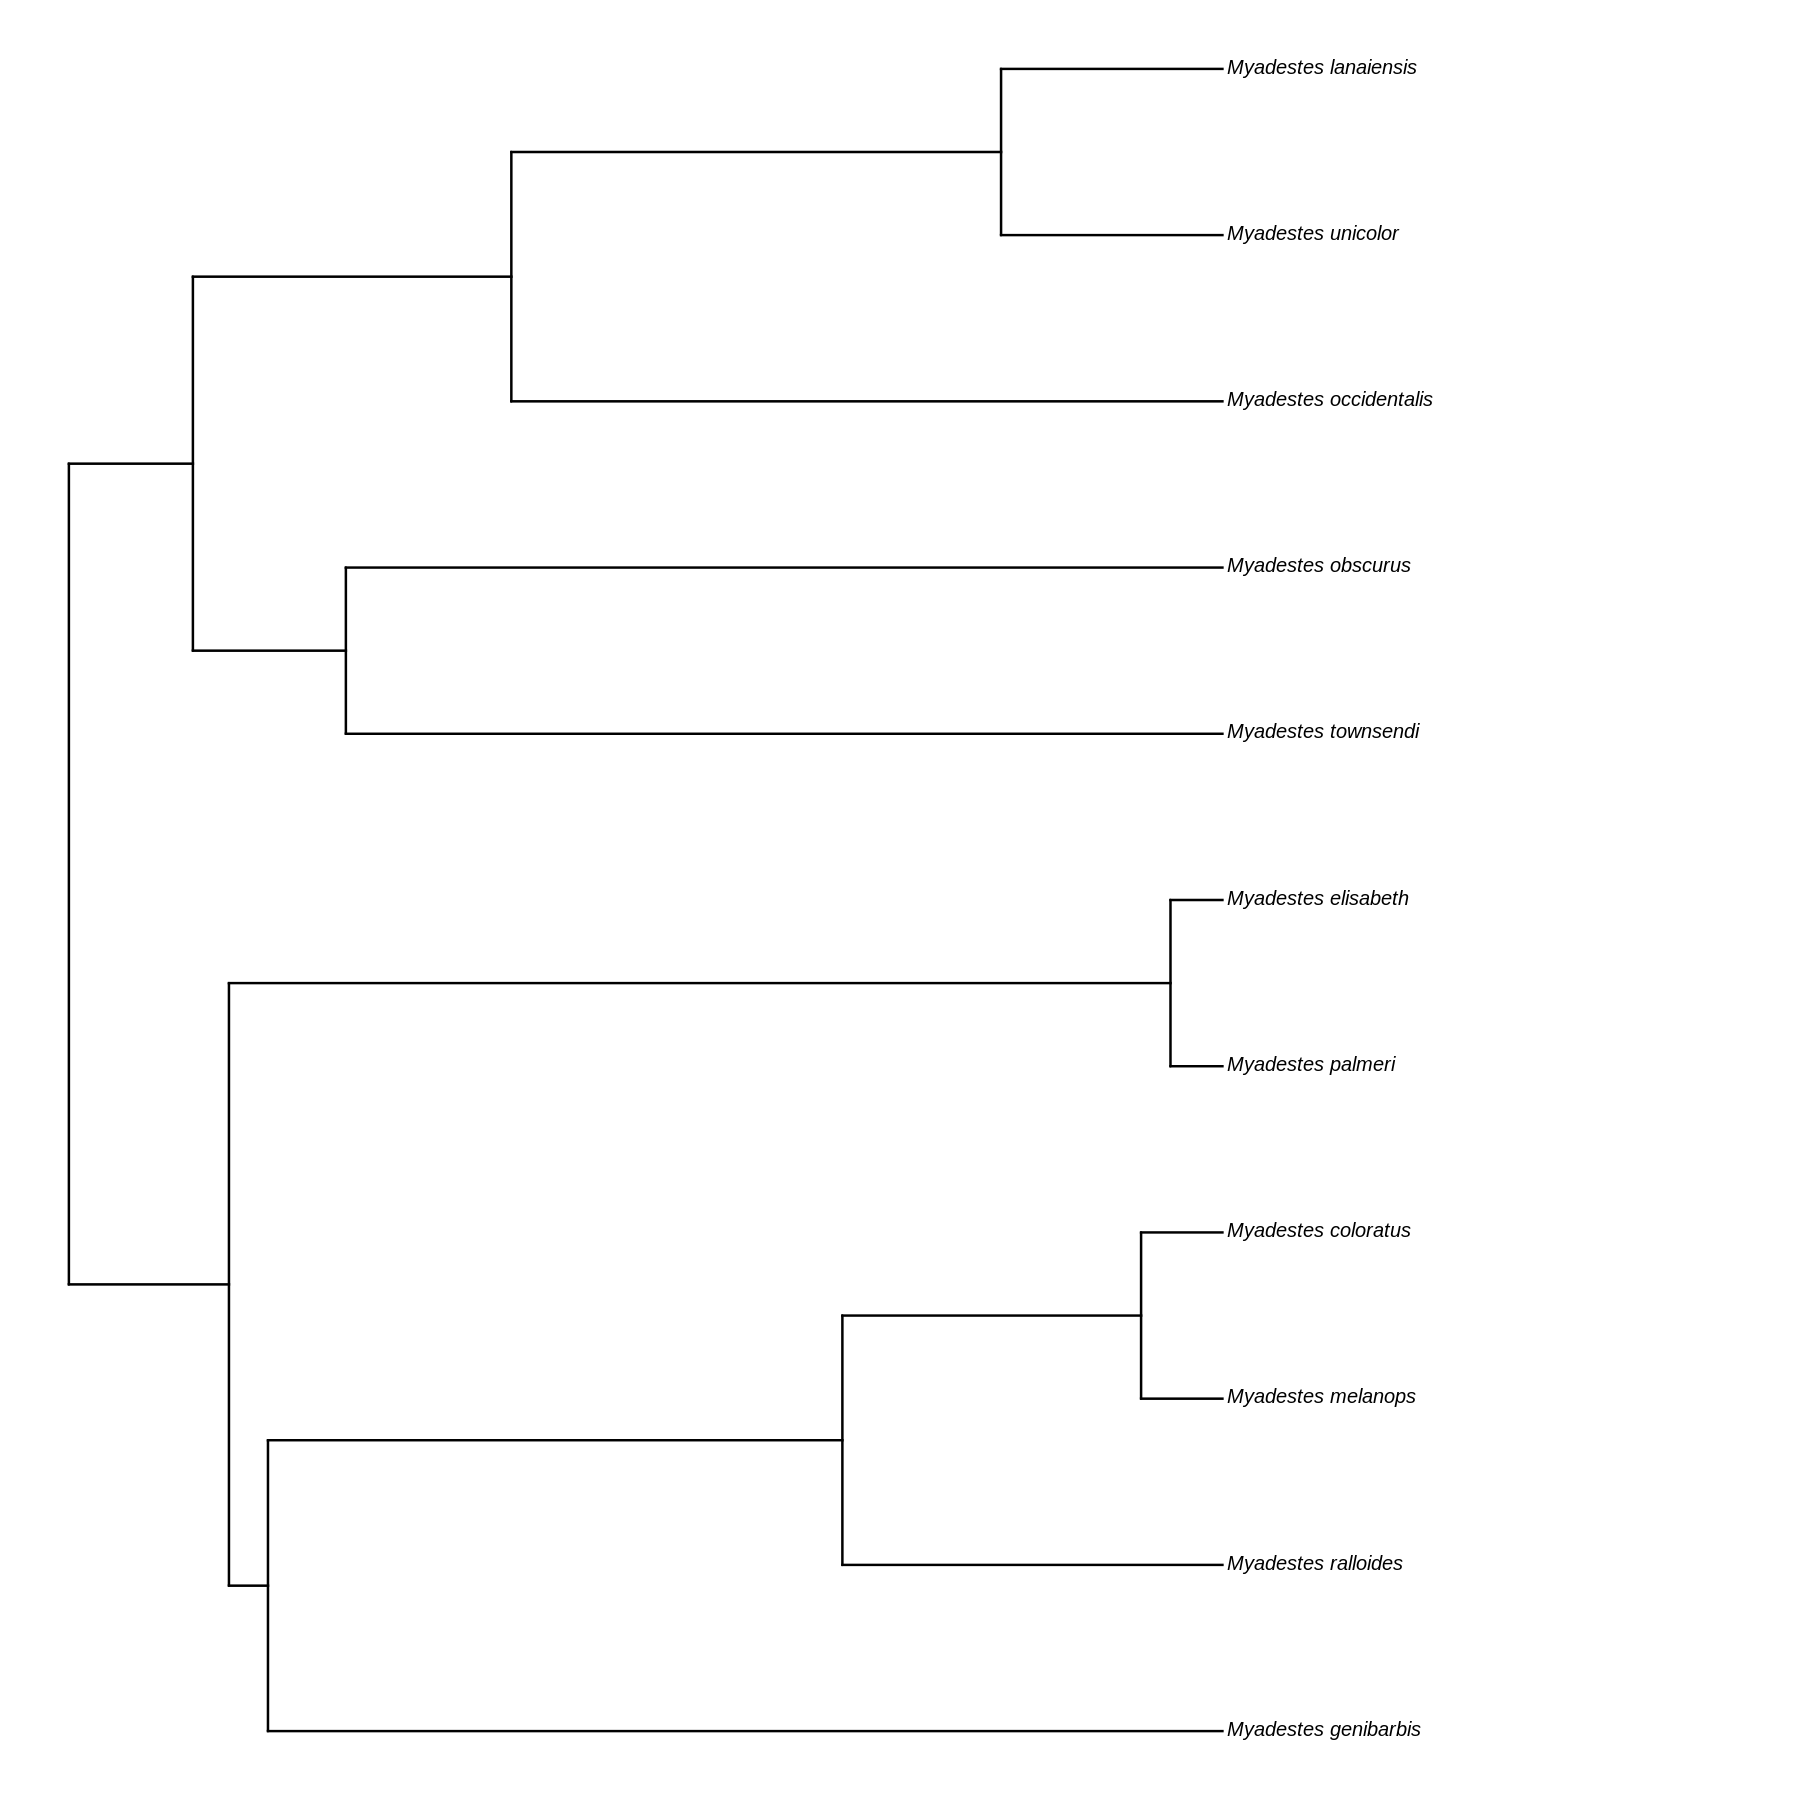 Myadestes lanaiensis
Myadestes unicolor
Myadestes occidentalis
Myadestes obscurus
Myadestes townsendi
Myadestes elisabeth
Myadestes palmeri
Myadestes coloratus
Myadestes melanops
Myadestes ralloides
Myadestes genibarbis